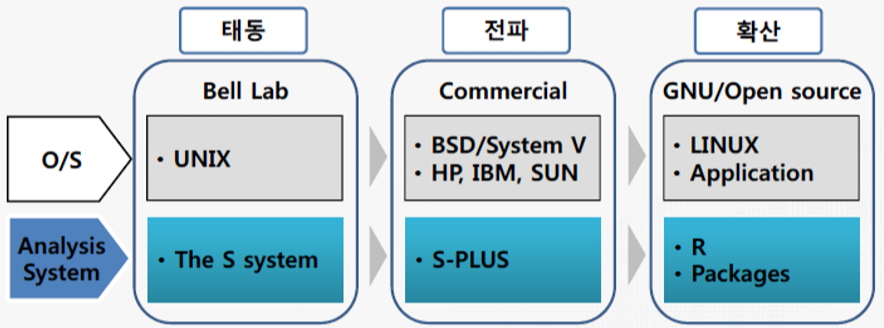 태동
전파
확산
Bell Lab
Commercial
GNU/Open source
O/S
• UNIX
• BSD/System V
• HP, IBM, SUN
• LINUX
• Application
Analysis
System
• The S system
• S-PLUS
• R
• Packages